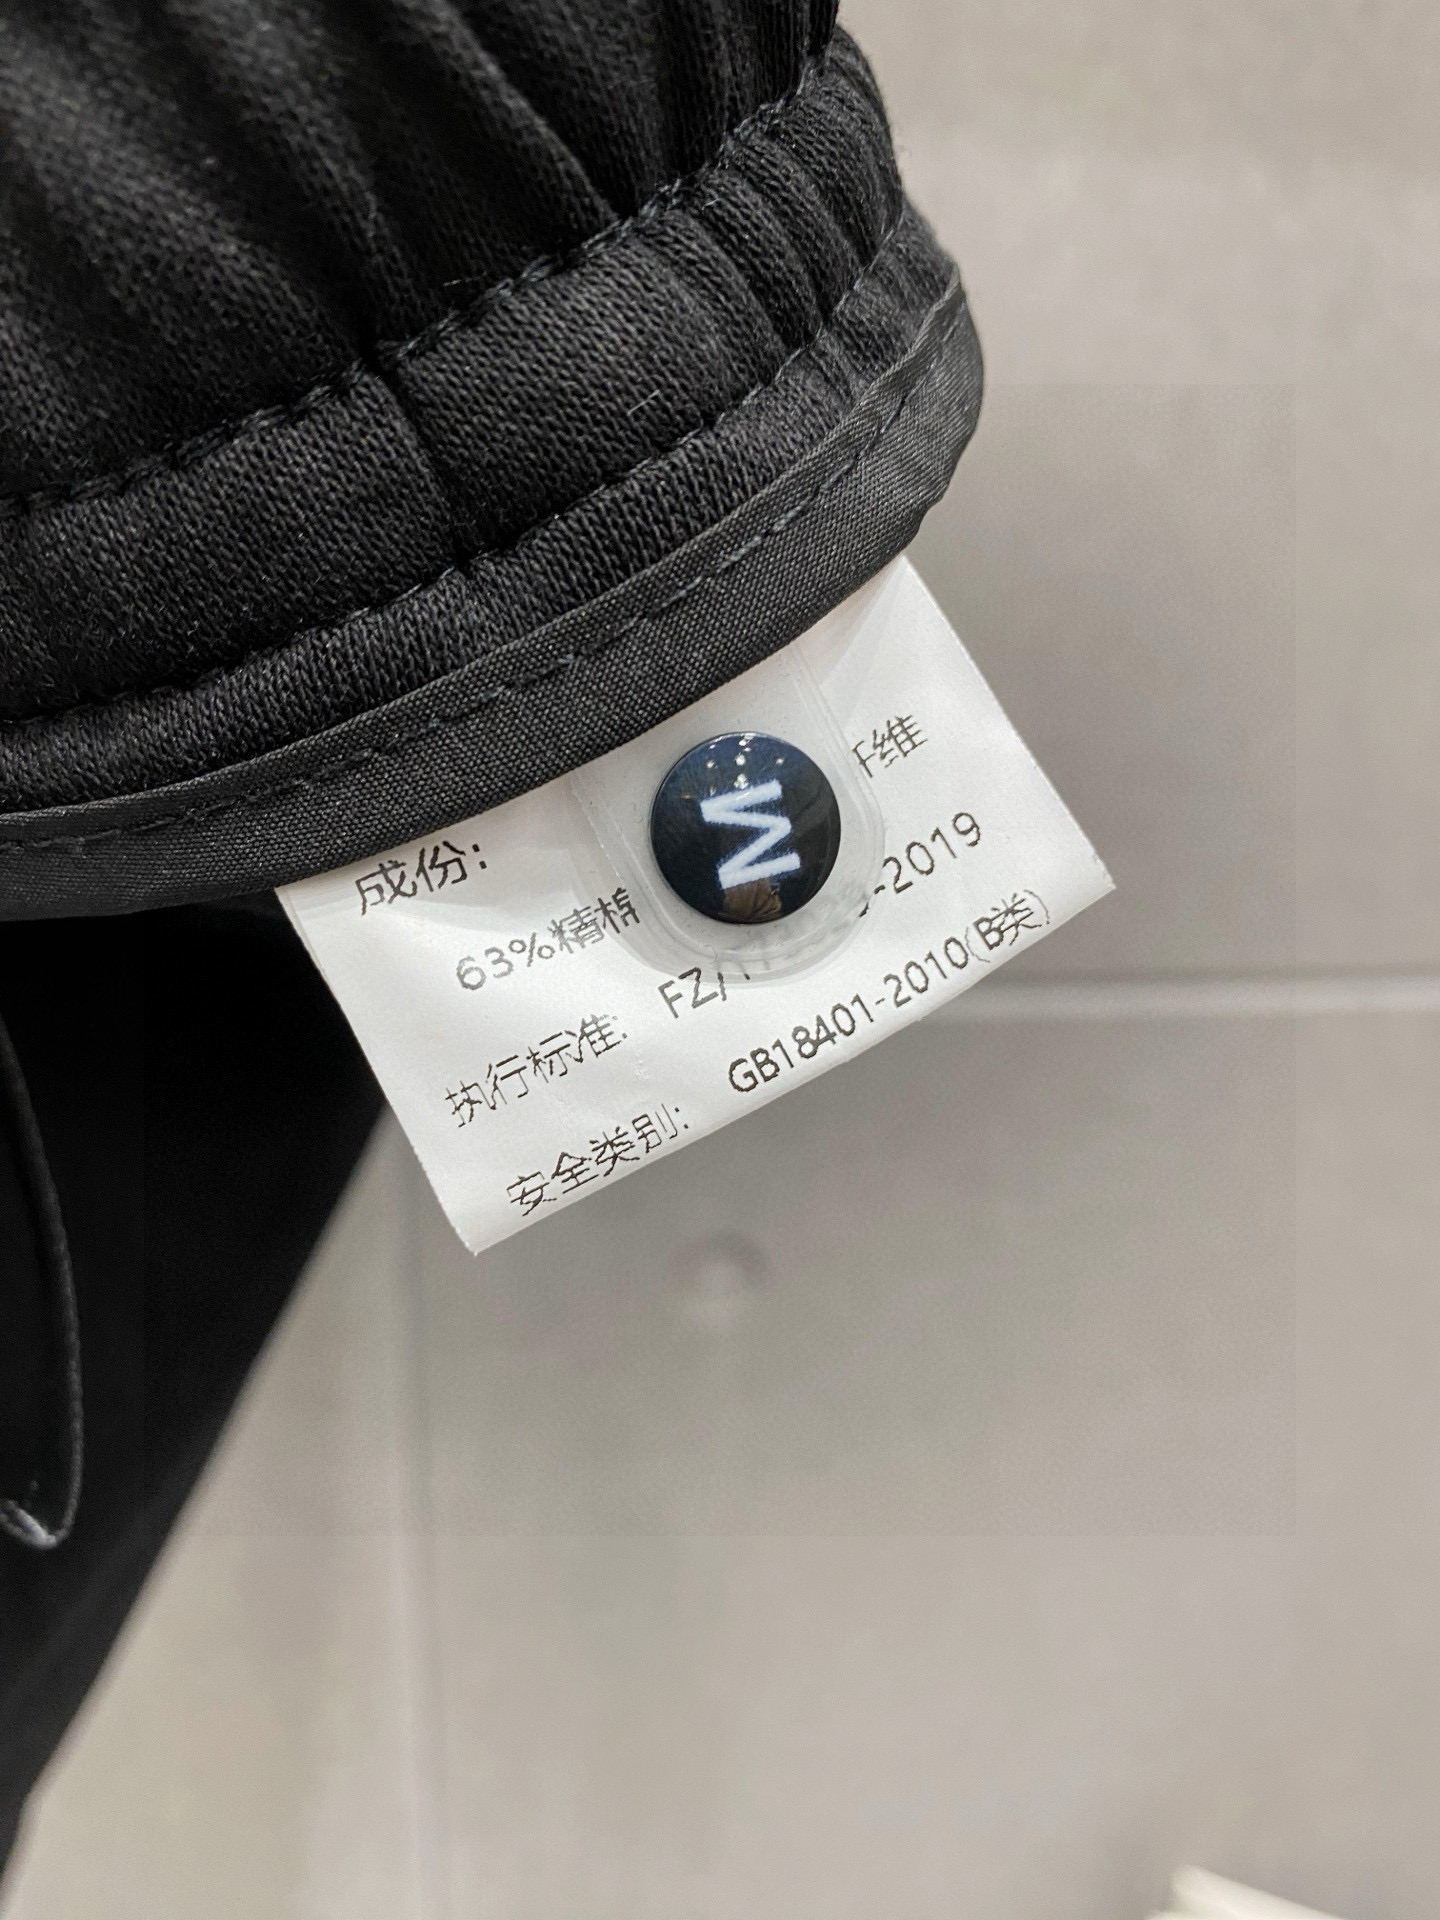 成份:
63%精棉 维
执行标准: FZ/ -2019
安全类别: GB18401-2010(B类)
M